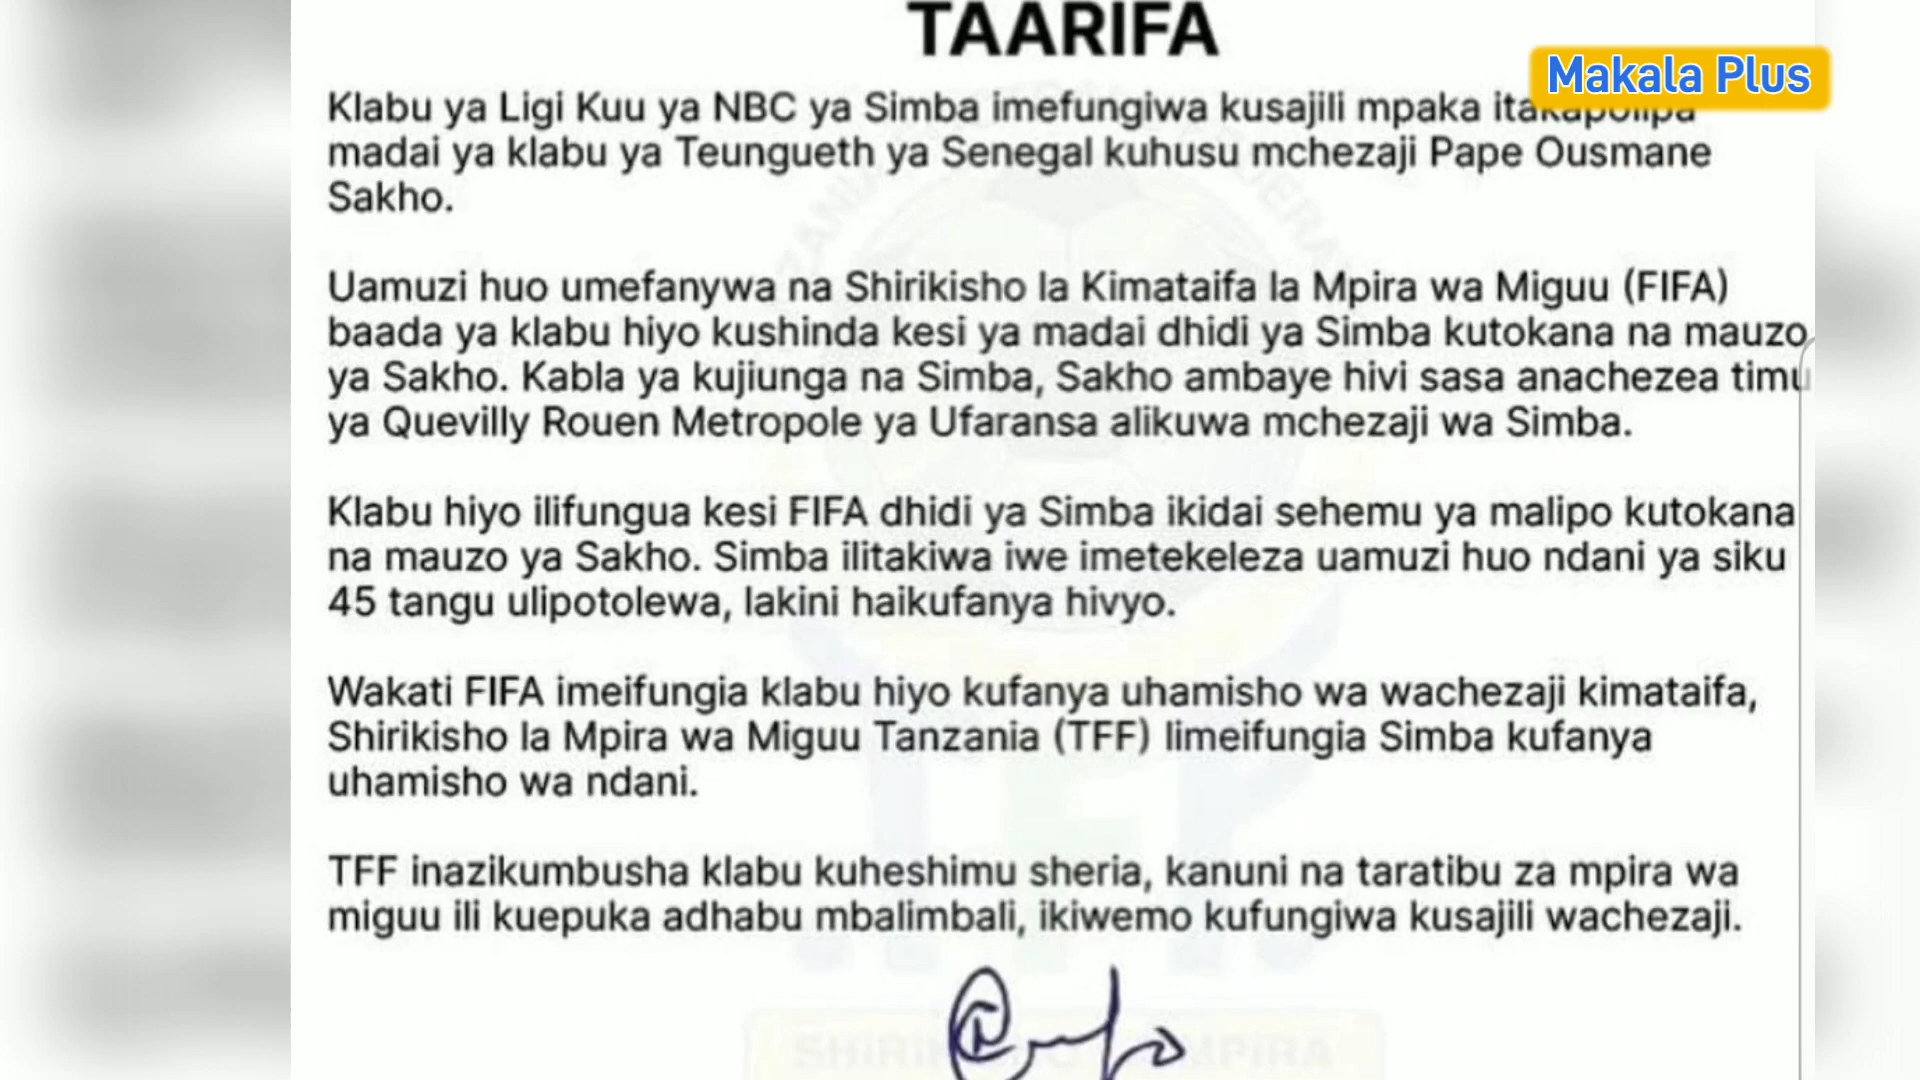 TAARIFA
Makala Plus
Klabu ya Ligi Kuu ya NBC ya Simba imefungiwa kusajili mpaka itakapolipa
madai ya klabu ya Teungueth ya Senegal kuhusu mchezaji Pape Ousmane
Sakho.
Uamuzi huo umefanywa na Shirikisho la Kimataifa la Mpira wa Miguu (FIFA)
baada ya klabu hiyo kushinda kesi ya madai dhidi ya Simba kutokana na mauzo
ya Sakho. Kabla ya kujiunga na Simba, Sakho ambaye hivi sasa anachezea timu
ya Quevilly Rouen Metropole ya Ufaransa alikuwa mchezaji wa Simba.
Klabu hiyo ilifungua kesi FIFA dhidi ya Simba ikidai sehemu ya malipo kutokana
na mauzo ya Sakho. Simba ilitakiwa iwe imetekeleza uamuzi huo ndani ya siku
45 tangu ulipotolewa, lakini haikufanya hivyo.
Wakati FIFA imeifungia klabu hiyo kufanya uhamisho wa wachezaji kimataifa,
Shirikisho la Mpira wa Miguu Tanzania (TFF) limeifungia Simba kufanya
uhamisho wa ndani.
TFF inazikumbusha klabu kuheshimu sheria, kanuni na taratibu za mpira wa
miguu ili kuepuka adhabu mbalimbali, ikiwemo kufungiwa kusajili wachezaji.